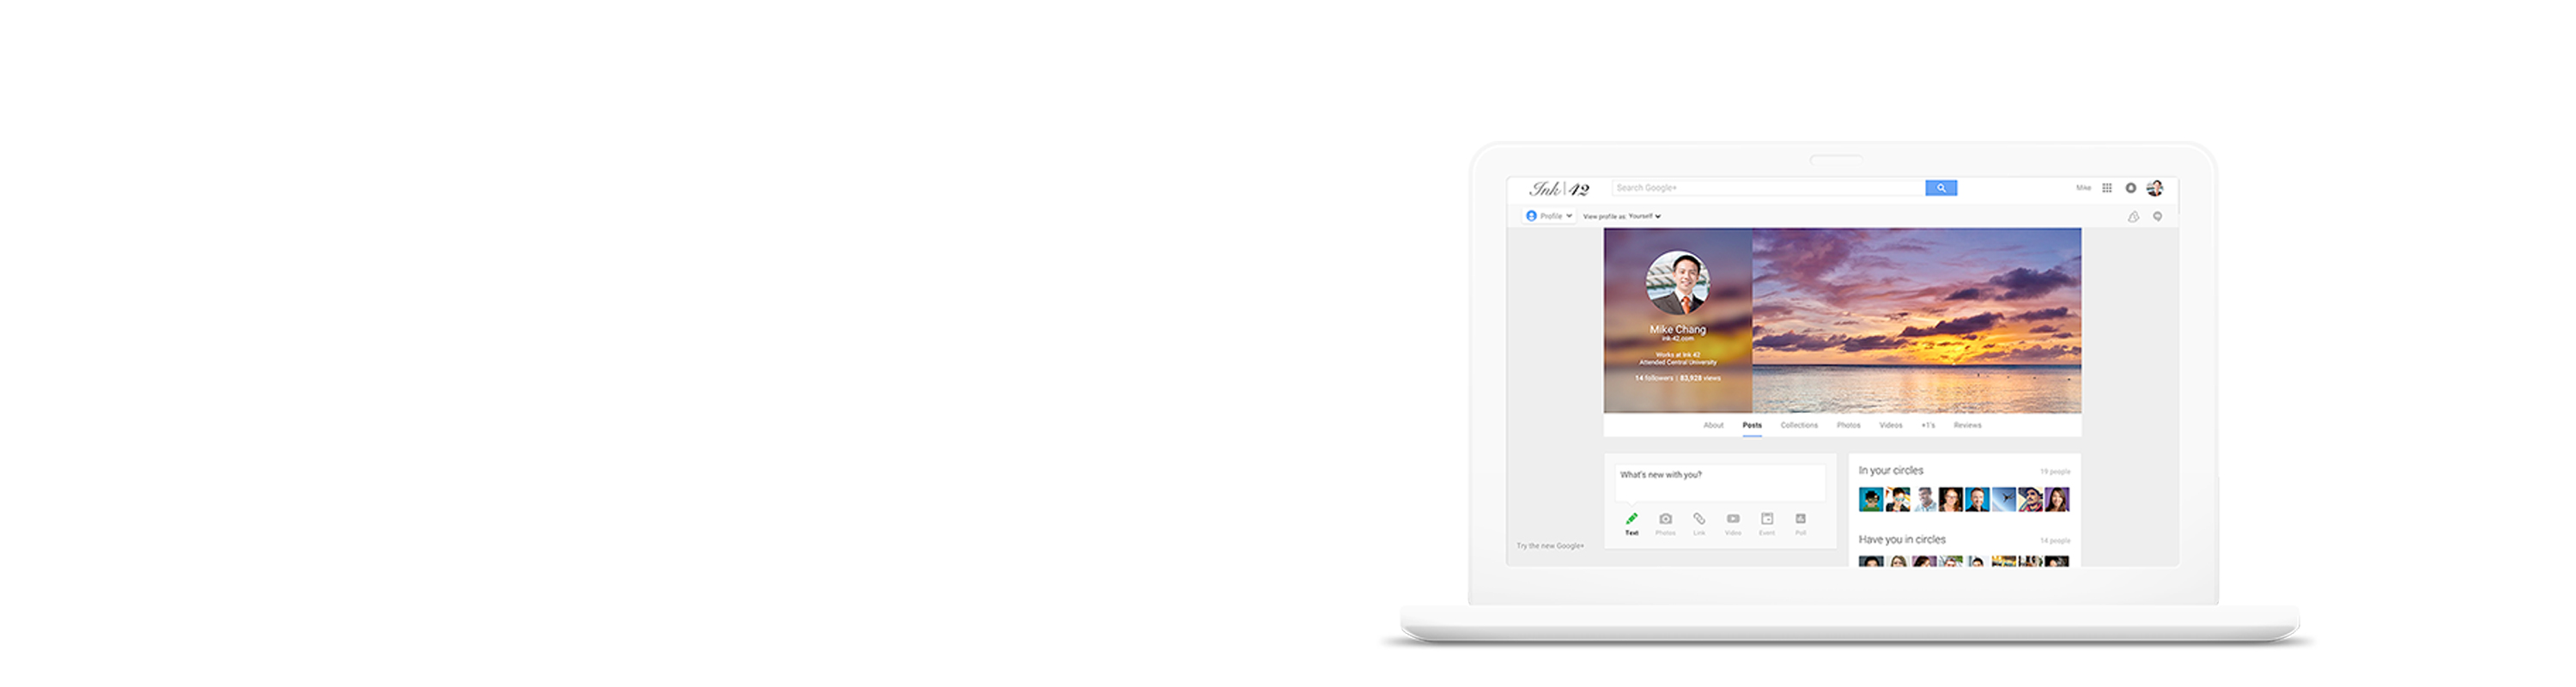 Ink | 42
Search Google+
Mike
Profile
View profile as: Yourself
Mike Chang
ink-42.com
Works at Ink 42
Attended Central University
14 followers | 83,928 views
About Posts Collections Photos Videos +1's Reviews
What's new with you?
Text Photos Link Video Event Poll
In your circles 19 people
Have you in circles 14 people
Try the new Google+